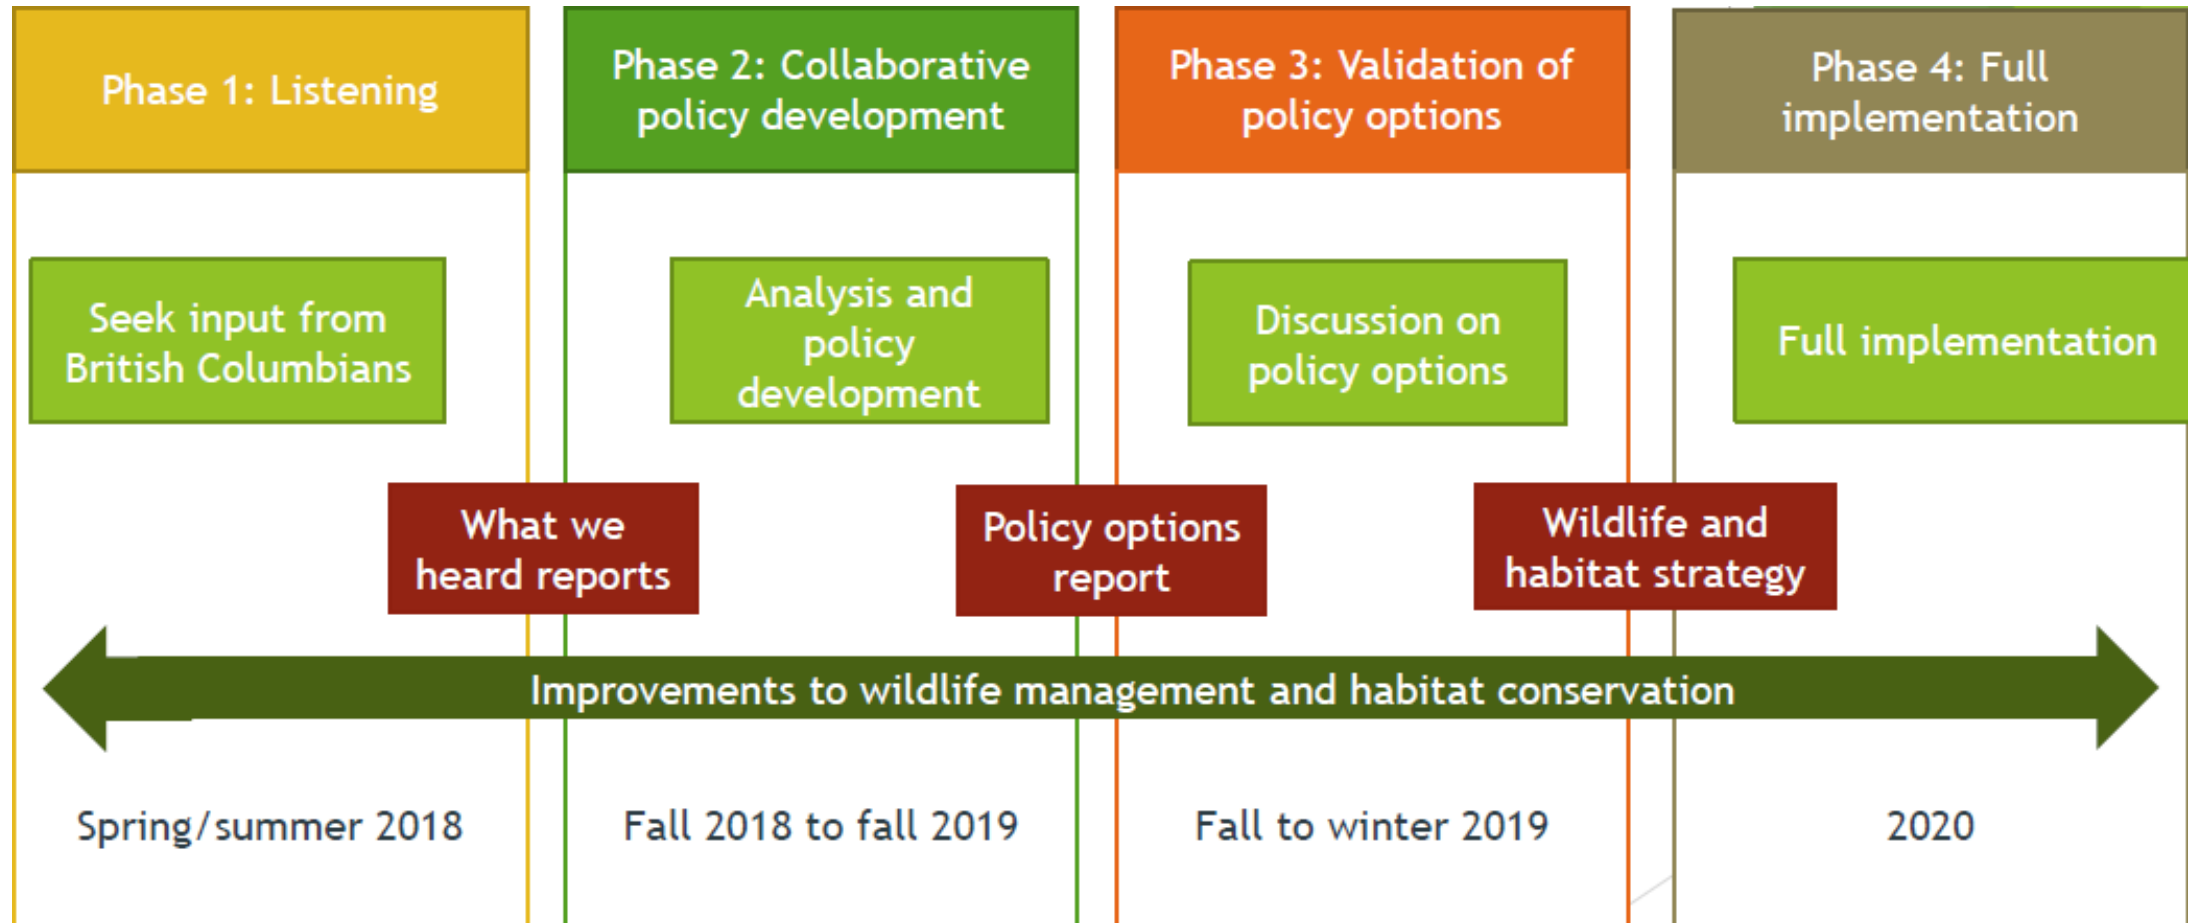 Phase 1: Listening
Phase 2: Collaborative
policy development
Phase 3: Validation of
policy options
Phase 4: Full
implementation
Seek input from
British Columbians
Analysis and
policy
development
Discussion on
policy options
Full implementation
What we
heard reports
Policy options
report
Wildlife and
habitat strategy
Improvements to wildlife management and habitat conservation
Spring/summer 2018
Fall 2018 to fall 2019
Fall to winter 2019
2020